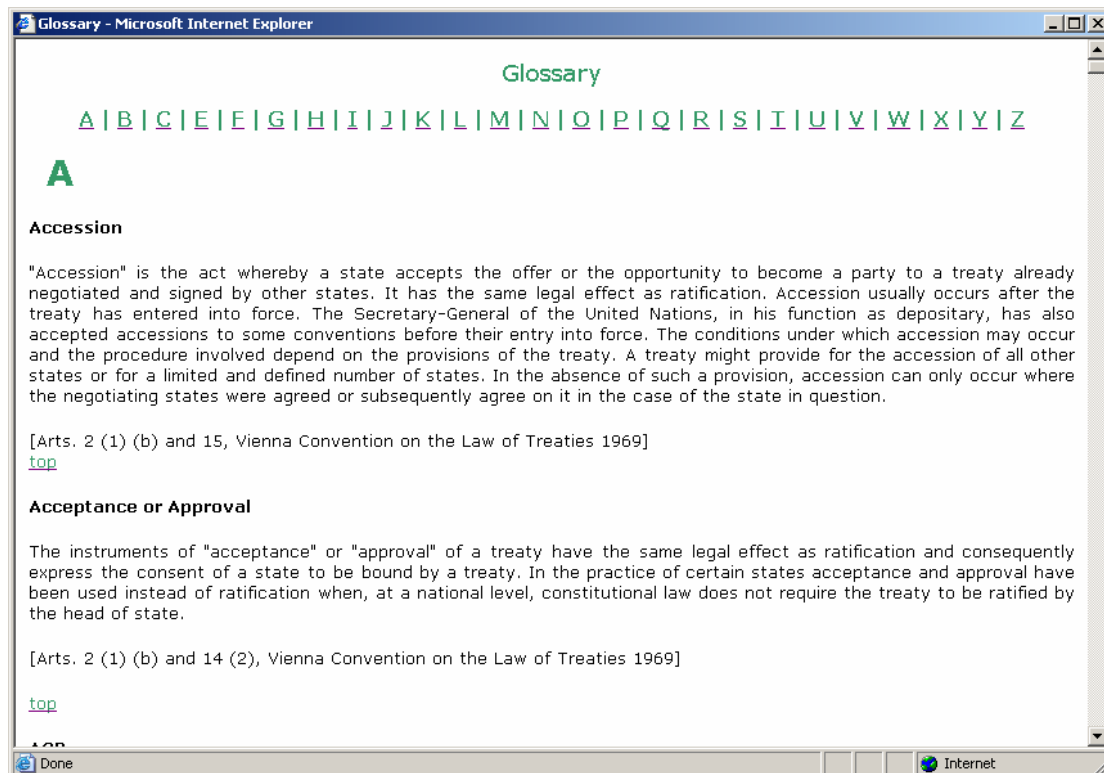 Glossary - Microsoft Internet Explorer
Glossary
A | B | C | E | F | G | H | I | J | K | L | M | N | O | P | Q | R | S | T | U | V | W | X | Y | Z
A
Accession
"Accession" is the act whereby a state accepts the offer or the opportunity to become a party to a treaty already
negotiated and signed by other states. It has the same legal effect as ratification. Accession usually occurs after the
treaty has entered into force. The Secretary-General of the United Nations, in his function as depositary, has also
accepted accessions to some conventions before their entry into force. The conditions under which accession may occur
and the procedure involved depend on the provisions of the treaty. A treaty might provide for the accession of all other
states or for a limited and defined number of states. In the absence of such a provision, accession can only occur where
the negotiating states were agreed or subsequently agree on it in the case of the state in question.
[Arts. 2 (1) (b) and 15, Vienna Convention on the Law of Treaties 1969]
top
Acceptance or Approval
The instruments of "acceptance" or "approval" of a treaty have the same legal effect as ratification and consequently
express the consent of a state to be bound by a treaty. In the practice of certain states acceptance and approval have
been used instead of ratification when, at a national level, constitutional law does not require the treaty to be ratified by
the head of state.
[Arts. 2 (1) (b) and 14 (2), Vienna Convention on the Law of Treaties 1969]
top
Done
Internet